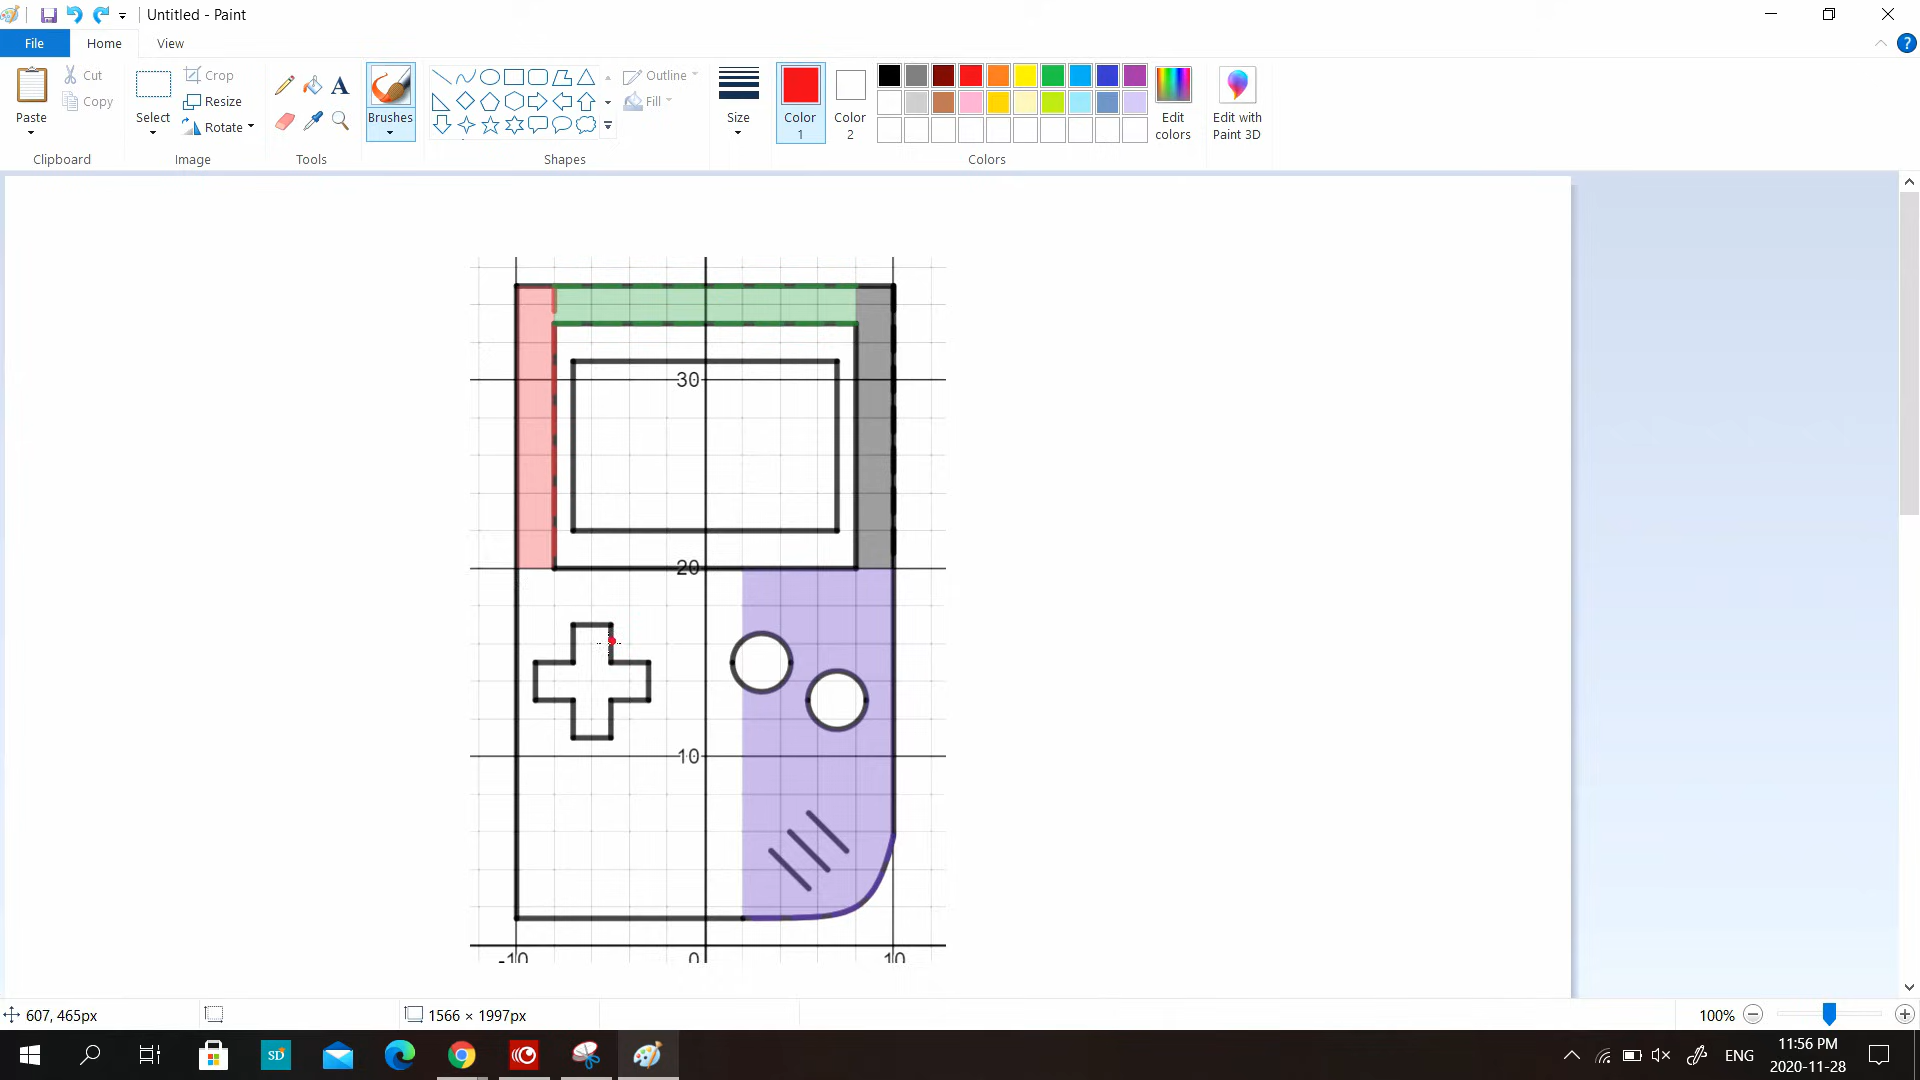 Untitled - Paint
File
Home
View
Paste
Cut
Copy
Clipboard
Select
Crop
Resize
Rotate
Image
A
Tools
Brushes
Shapes
Outline
Fill
Size
Color
1
Color
2
Edit
colors
Colors
Edit with
Paint 3D
?
30
20
10
-10
0
10
607, 465px
1566 × 1997px
100%
SD
ENG
11:56 PM
2020-11-28